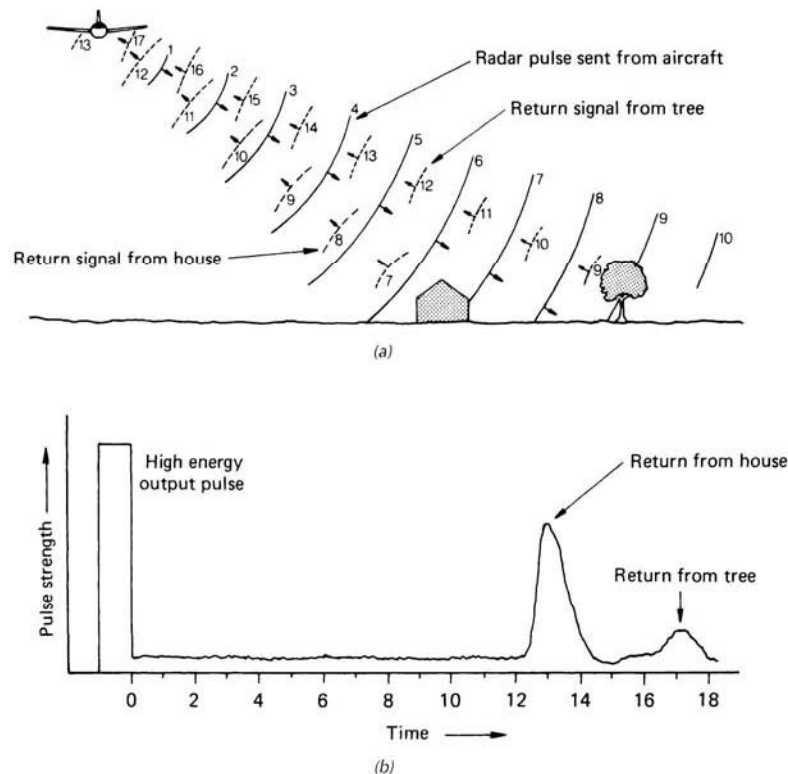 13
17
12
1
16
2
11
15
3
10
14
4
9
13
5
8
12
6
7
11
7
10
8
9
9
10
Radar pulse sent from aircraft
Return signal from tree
Return signal from house
(a)
High energy
output pulse
Return from house
Return from tree
Pulse strength
0 2 4 6 8 10 12 14 16 18
Time
(b)